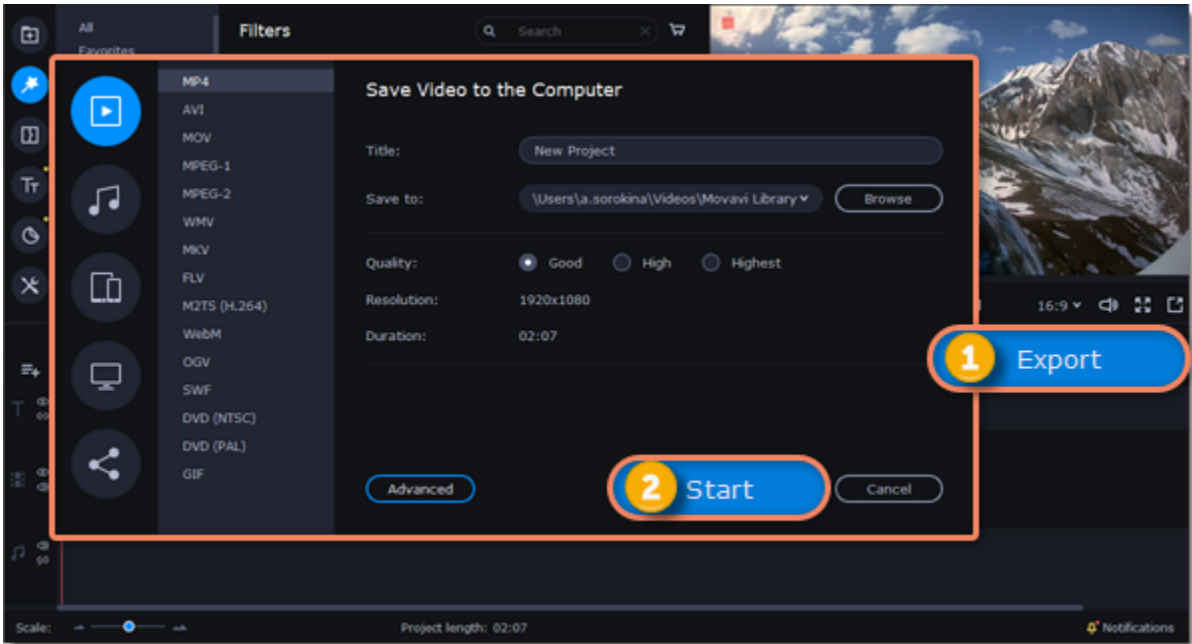 All
Favorites
Filters
Search
MP4
AVI
MOV
MPEG-1
MPEG-2
WMV
MKV
FLV
M2TS (H.264)
WebM
OGV
SWF
DVD (NTSC)
DVD (PAL)
GIF
Save Video to the Computer
Title: New Project
Save to: \Users\a.sorokina\Videos\Movavi Library Browse
Quality: Good High Highest
Resolution: 1920x1080
Duration: 02:07
Advanced 2 Start Cancel
16:9
1 Export
Tт
T
Scale: Project length: 02:07 Notifications